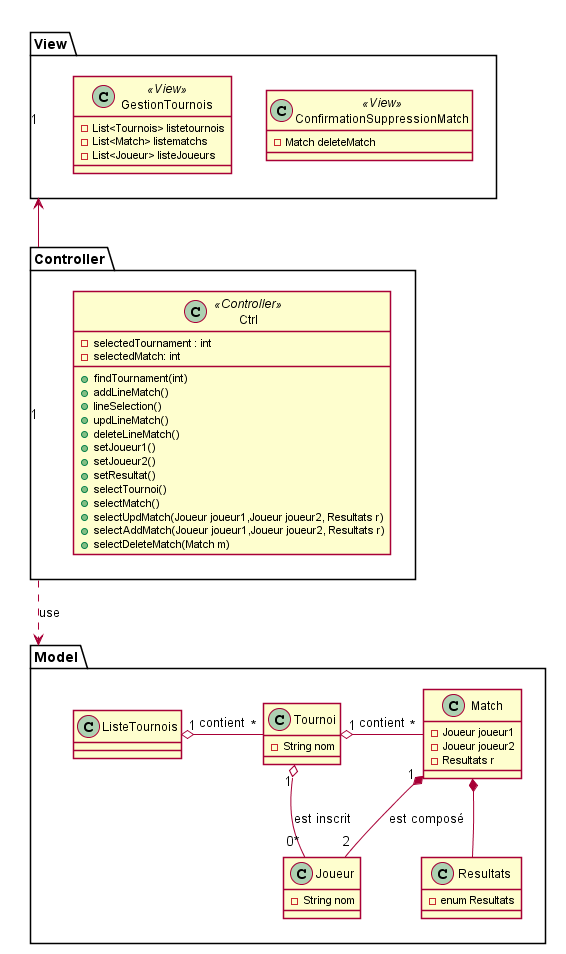 View
«View»
C GestionTournois
List<Tournois> listetournois
List<Match> listematchs
List<Joueur> listeJoueurs
«View»
C ConfirmationSuppressionMatch
Match deleteMatch
1
Controller
«Controller»
C Ctrl
selectedTournament : int
selectedMatch: int
findTournament(int)
addLineMatch()
lineSelection()
updLineMatch()
deleteLineMatch()
setJoueur1()
setJoueur2()
setResultat()
selectTournoi()
selectMatch()
selectUpdMatch(Joueur joueur1,Joueur joueur2, Resultats r)
selectAddMatch(Joueur joueur1,Joueur joueur2, Resultats r)
selectDeleteMatch(Match m)
1
use
Model
C ListeTournois
1 contient *
C Tournoi
String nom
1 contient *
C Match
Joueur joueur1
Joueur joueur2
Resultats r
1
est inscrit
0*
1
est composé
2
C Joueur
String nom
C Resultats
enum Resultats